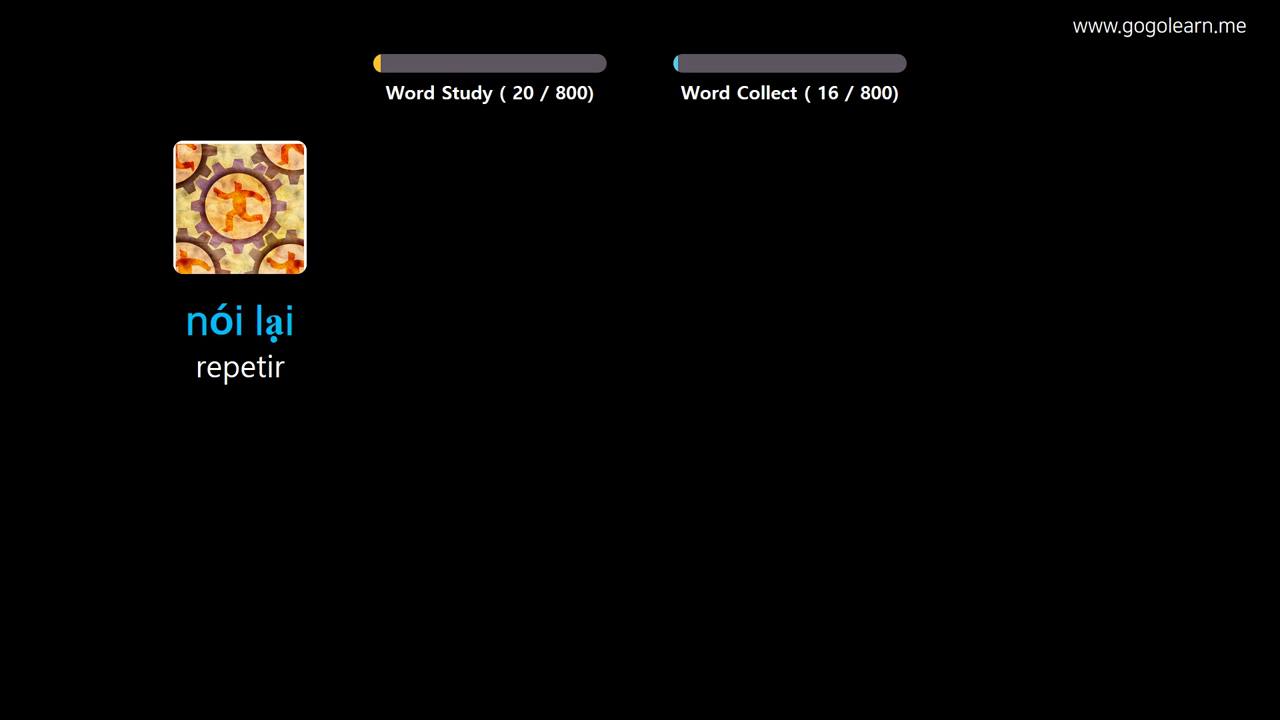 www.gogolearn.me
Word Study ( 20 / 800)
Word Collect ( 16 / 800)
nói lại
repetir